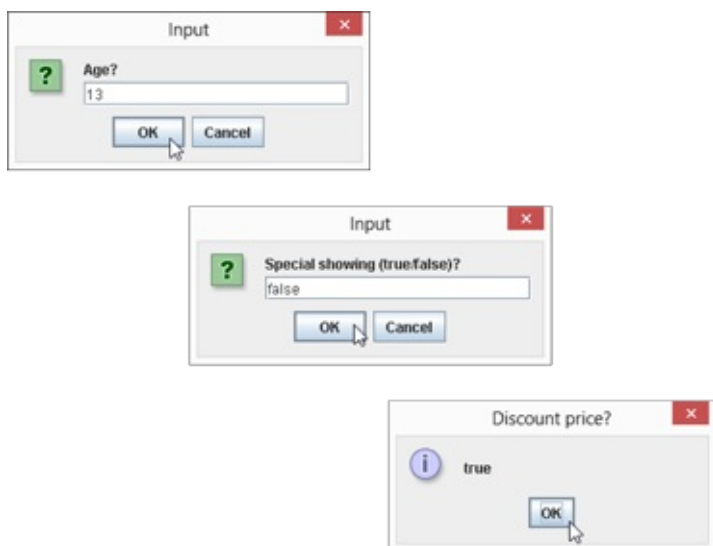 Input
Age?
13
OK Cancel
Input
Special showing (true/false)?
false
OK Cancel
Discount price?
i true
OK